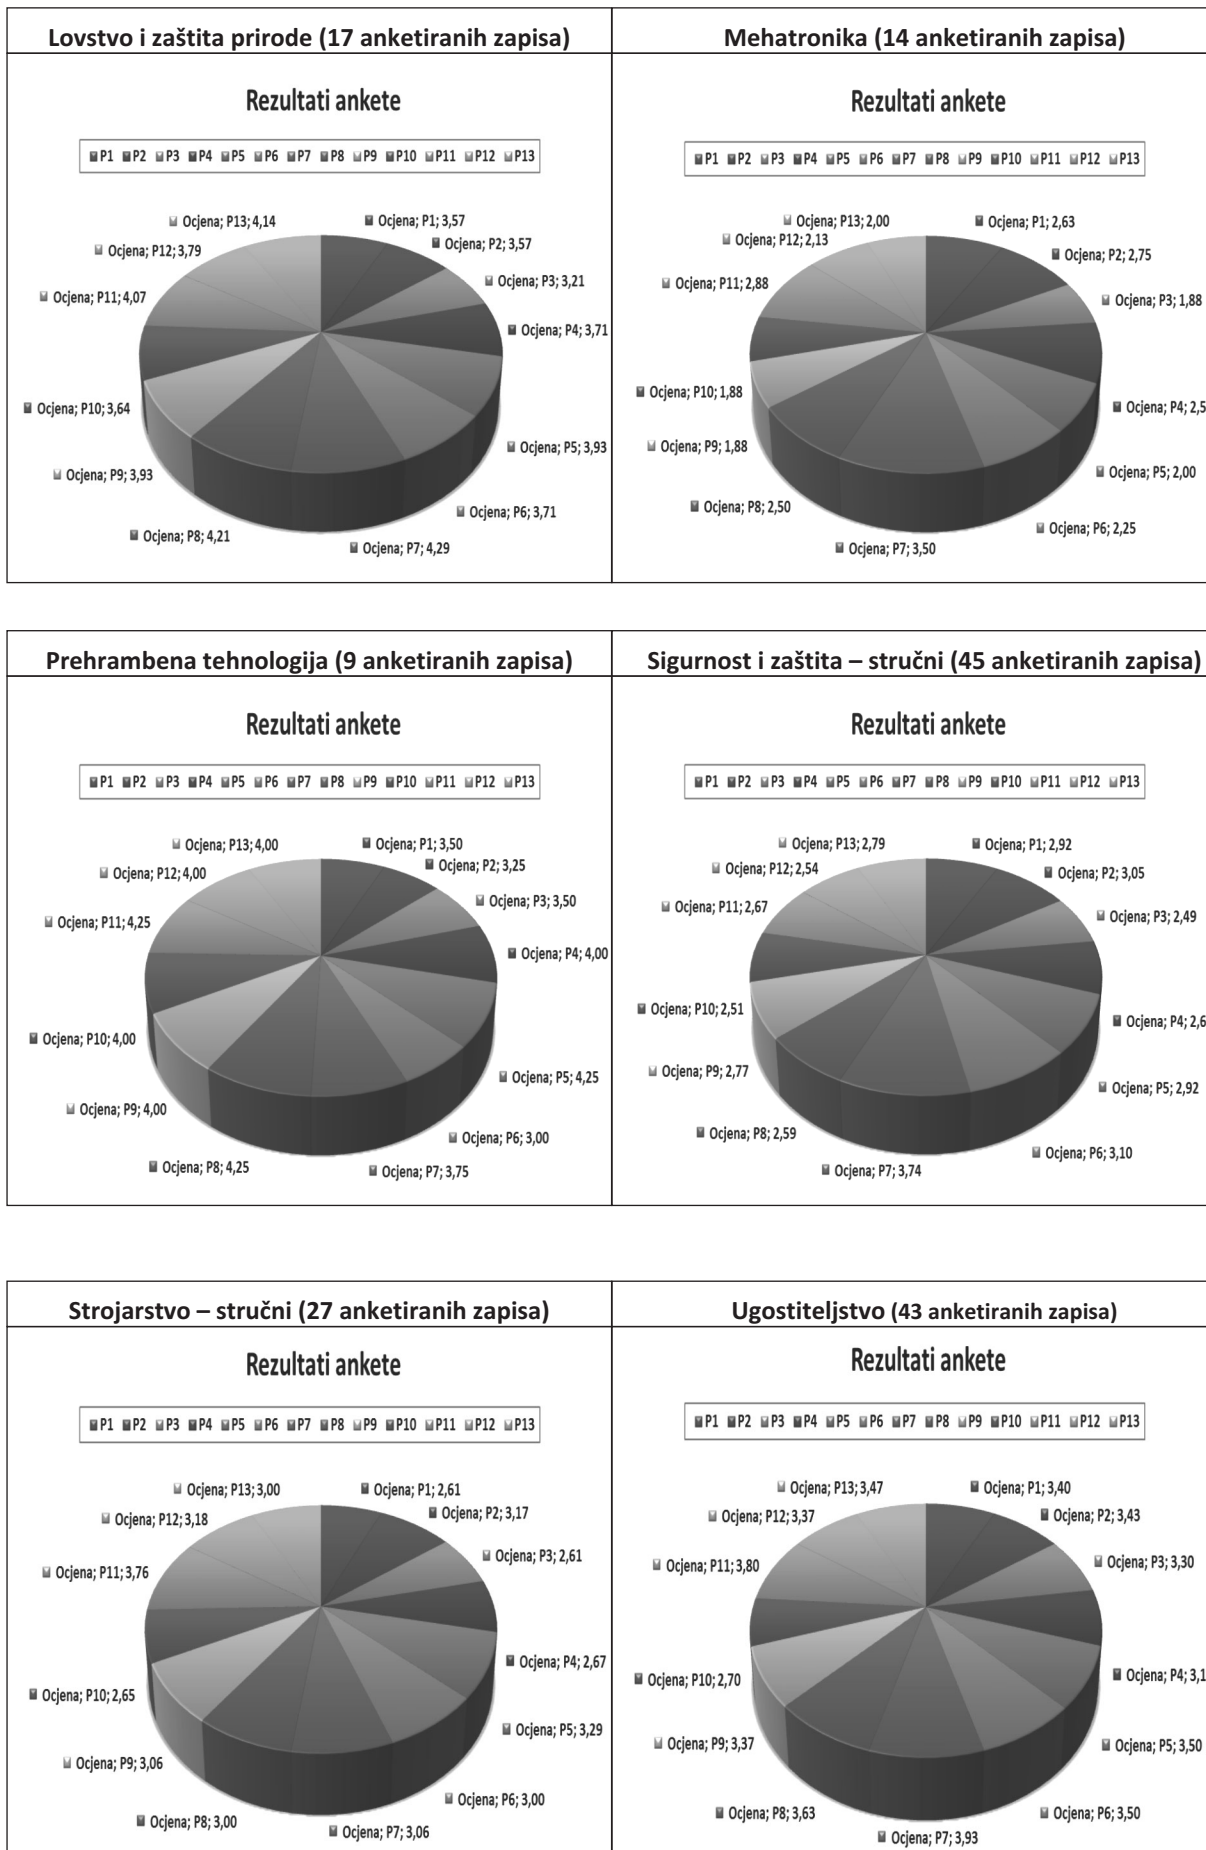 Lovstvo i zaštita prirode (17 anketiranih zapisa)
Rezultati ankete
P1 P2 P3 P4 P5 P6 P7 P8 P9 P10 P11 P12 P13
Ocjena; P13; 4,14
Ocjena; P1; 3,57
Ocjena; P12; 3,79
Ocjena; P2; 3,57
Ocjena; P3; 3,21
Ocjena; P11; 4,07
Ocjena; P4; 3,71
Ocjena; P10; 3,64
Ocjena; P5; 3,93
Ocjena; P9; 3,93
Ocjena; P6; 3,71
Ocjena; P8; 4,21
Ocjena; P7; 4,29
Mehatronika (14 anketiranih zapisa)
Rezultati ankete
P1 P2 P3 P4 P5 P6 P7 P8 P9 P10 P11 P12 P13
Ocjena; P13; 2,00
Ocjena; P1; 2,63
Ocjena; P12; 2,13
Ocjena; P2; 2,75
Ocjena; P11; 2,88
Ocjena; P3; 1,88
Ocjena; P10; 1,88
Ocjena; P4; 2,5
Ocjena; P9; 1,88
Ocjena; P5; 2,00
Ocjena; P8; 2,50
Ocjena; P6; 2,25
Ocjena; P7; 3,50
Prehrambena tehnologija (9 anketiranih zapisa)
Rezultati ankete
P1 P2 P3 P4 P5 P6 P7 P8 P9 P10 P11 P12 P13
Ocjena; P13; 4,00
Ocjena; P1; 3,50
Ocjena; P12; 4,00
Ocjena; P2; 3,25
Ocjena; P3; 3,50
Ocjena; P11; 4,25
Ocjena; P4; 4,00
Ocjena; P10; 4,00
Ocjena; P5; 4,25
Ocjena; P9; 4,00
Ocjena; P6; 3,00
Ocjena; P8; 4,25
Ocjena; P7; 3,75
Sigurnost i zaštita – stručni (45 anketiranih zapisa)
Rezultati ankete
P1 P2 P3 P4 P5 P6 P7 P8 P9 P10 P11 P12 P13
Ocjena; P13; 2,79
Ocjena; P1; 2,92
Ocjena; P12; 2,54
Ocjena; P2; 3,05
Ocjena; P11; 2,67
Ocjena; P3; 2,49
Ocjena; P10; 2,51
Ocjena; P4; 2,6
Ocjena; P9; 2,77
Ocjena; P5; 2,92
Ocjena; P8; 2,59
Ocjena; P6; 3,10
Ocjena; P7; 3,74
Strojarstvo – stručni (27 anketiranih zapisa)
Rezultati ankete
P1 P2 P3 P4 P5 P6 P7 P8 P9 P10 P11 P12 P13
Ocjena; P13; 3,00
Ocjena; P1; 2,61
Ocjena; P12; 3,18
Ocjena; P2; 3,17
Ocjena; P3; 2,61
Ocjena; P11; 3,76
Ocjena; P4; 2,67
Ocjena; P10; 2,65
Ocjena; P5; 3,29
Ocjena; P9; 3,06
Ocjena; P6; 3,00
Ocjena; P8; 3,00
Ocjena; P7; 3,06
Ugostiteljstvo (43 anketiranih zapisa)
Rezultati ankete
P1 P2 P3 P4 P5 P6 P7 P8 P9 P10 P11 P12 P13
Ocjena; P13; 3,47
Ocjena; P1; 3,40
Ocjena; P12; 3,37
Ocjena; P2; 3,43
Ocjena; P11; 3,80
Ocjena; P3; 3,30
Ocjena; P10; 2,70
Ocjena; P4; 3,1
Ocjena; P9; 3,37
Ocjena; P5; 3,50
Ocjena; P8; 3,63
Ocjena; P6; 3,50
Ocjena; P7; 3,93